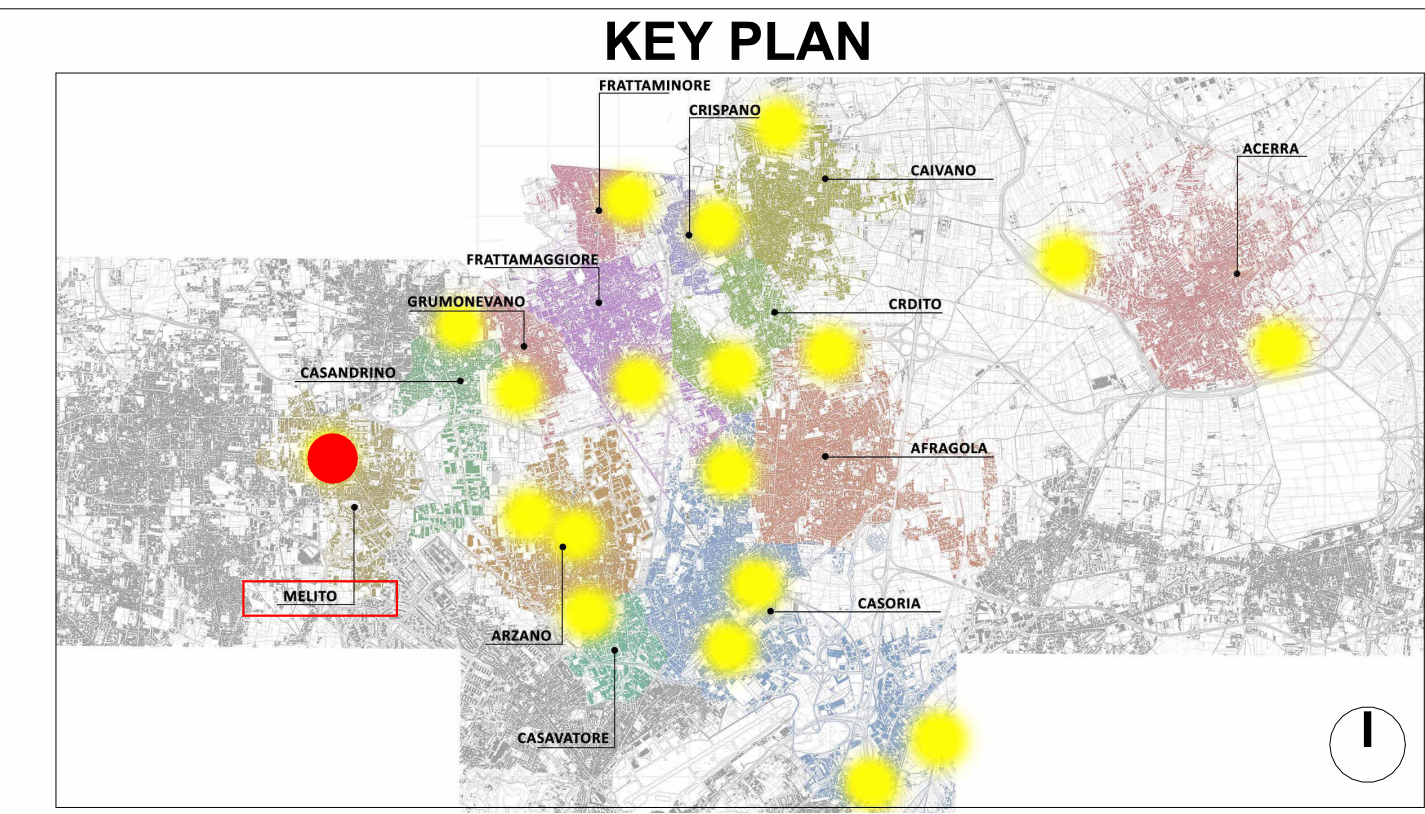 KEY PLAN
FRATTAMINORE
CRISPANO
ACERRA
CAIVANO
FRATTAMAGGIORE
GRUMONEVANO
CRDITO
CASANDRINO
AFRAGOLA
MELITO
CASORIA
ARZANO
CASAVATORE
I